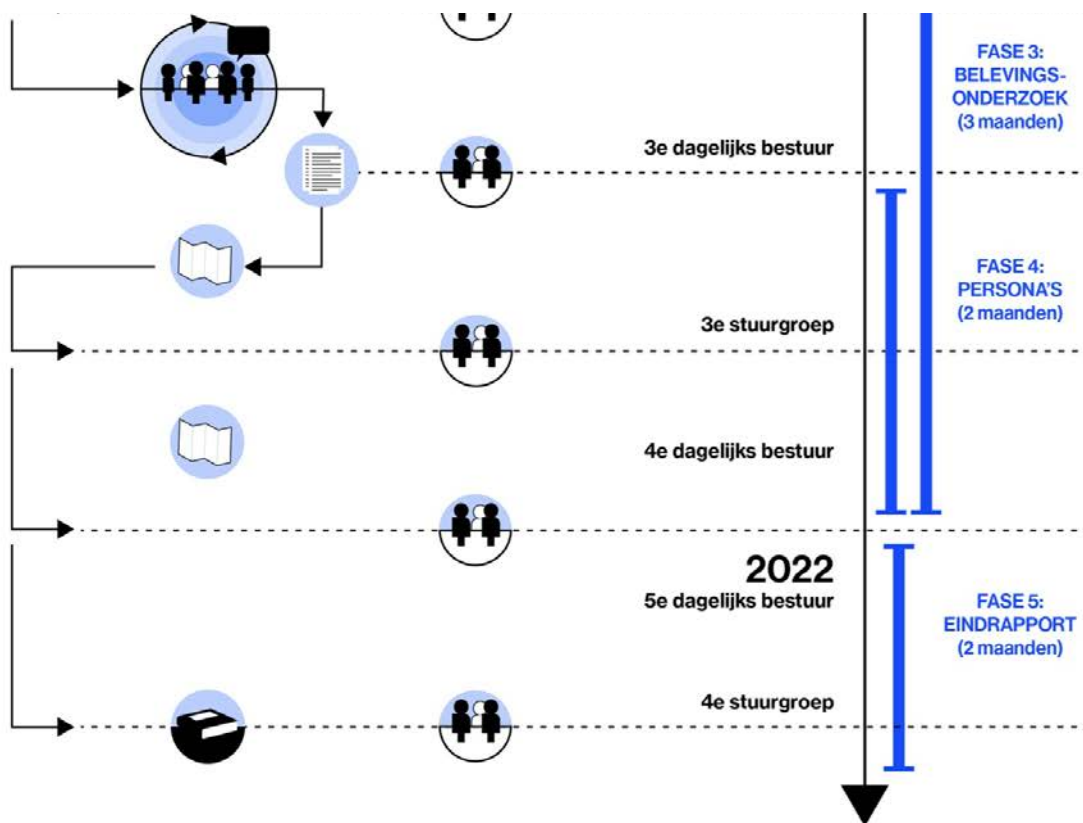 FASE 3:
BELEVINGS-
ONDERZOEK
(3 maanden)
3e dagelijks bestuur
FASE 4:
PERSONA'S
(2 maanden)
3e stuurgroep
4e dagelijks bestuur
2022
5e dagelijks bestuur
FASE 5:
EINDRAPPORT
(2 maanden)
4e stuurgroep